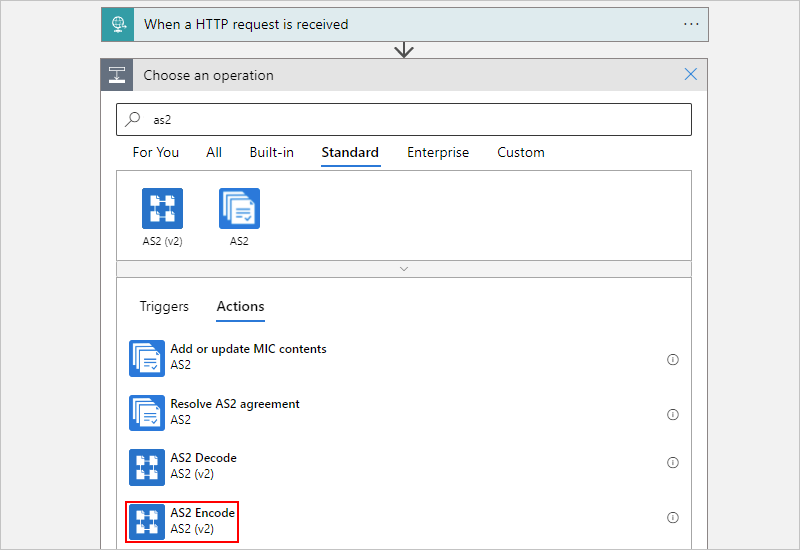 When a HTTP request is received
Choose an operation
as2
For You All Built-in Standard Enterprise Custom
AS2 (v2) AS2
Triggers Actions
Add or update MIC contents
AS2
Resolve AS2 agreement
AS2
AS2 Decode
AS2 (v2)
AS2 Encode
AS2 (v2)